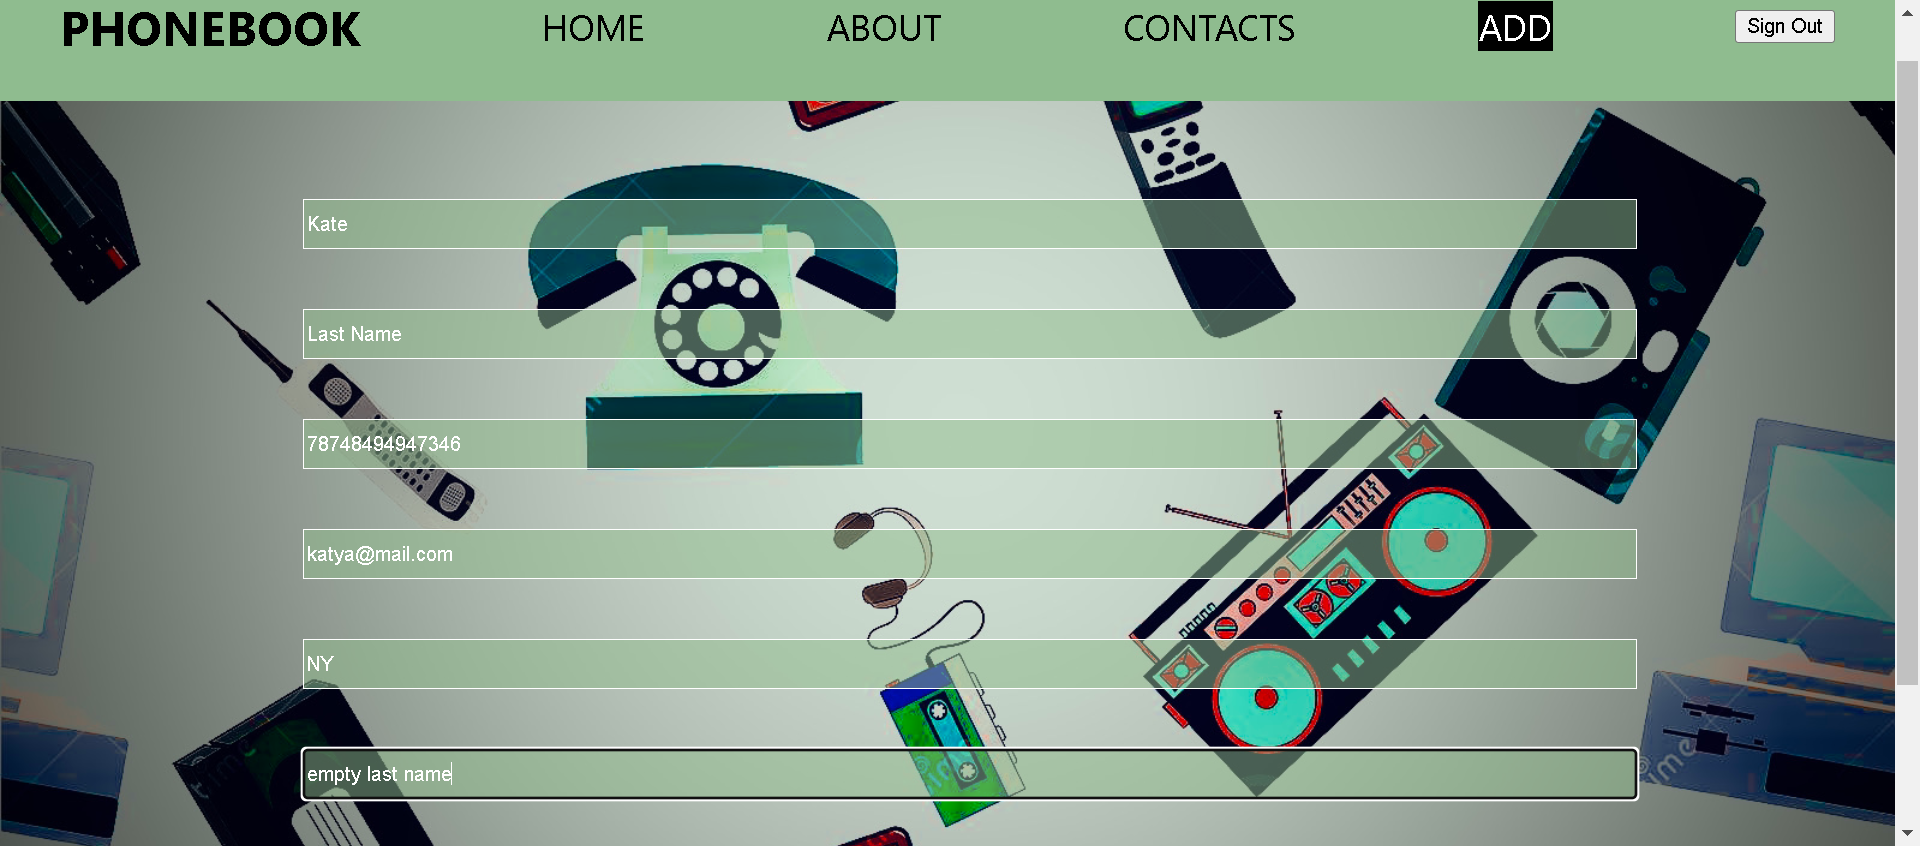 PHONEBOOK HOME ABOUT CONTACTS ADD Sign Out
Kate
Last Name
78748494947346
katya@mail.com
NY
empty last name